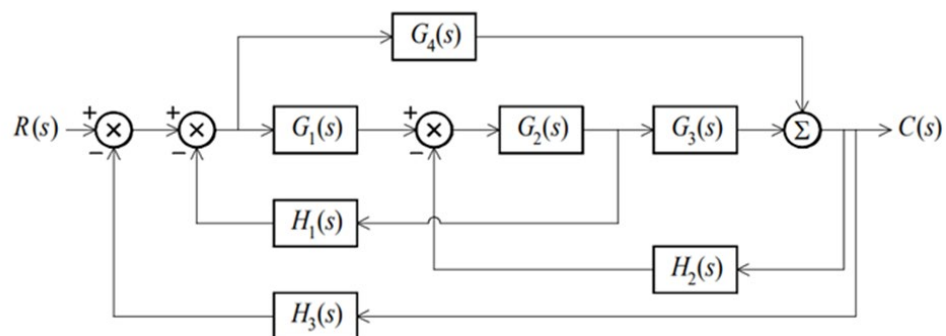 G₄(s)
R(s) + − + − G₁(s) + − G₂(s) G₃(s) Σ C(s)
H₁(s)
H₂(s)
H₃(s)